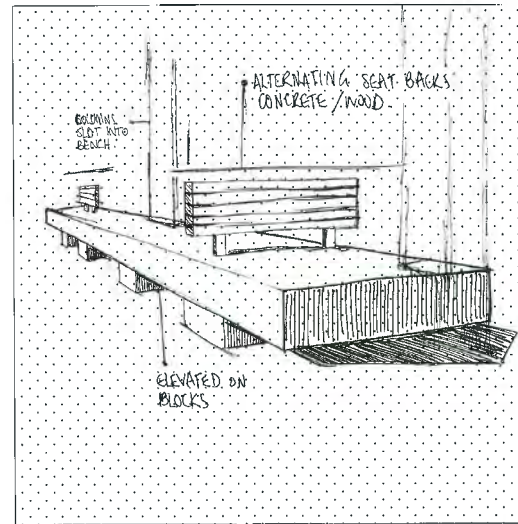 ALTERNATING SEAT BACKS
CONCRETE / WOOD
COLUMNS
SLOT INTO
BENCH
ELEVATED ON
BLOCKS